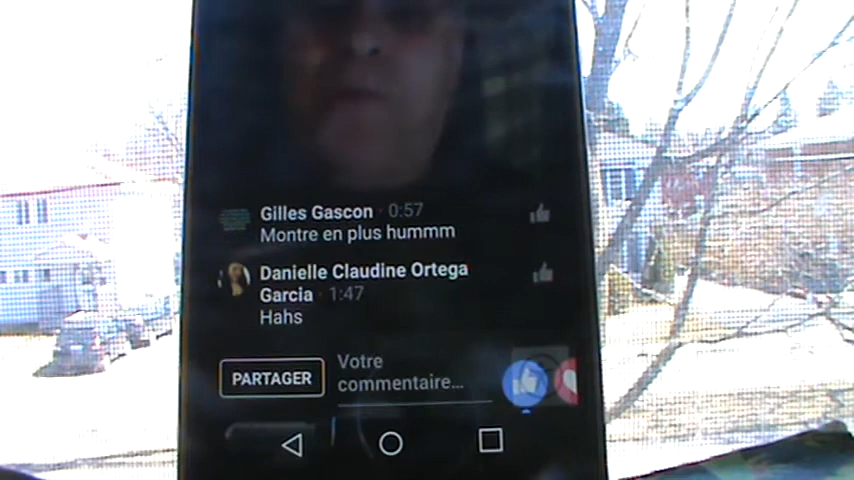 Gilles Gascon · 0:57
Montre en plus hummm
Danielle Claudine Ortega
Garcia · 1:47
Hahs
PARTAGER
Votre
commentaire...